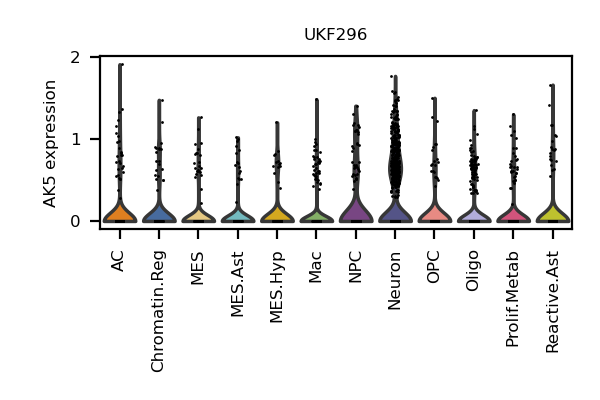 UKF296
AK5 expression
2
1
0
AC
Chromatin.Reg
MES
MES.Ast
MES.Hyp
Mac
NPC
Neuron
OPC
Oligo
Prolif.Metab
Reactive.Ast